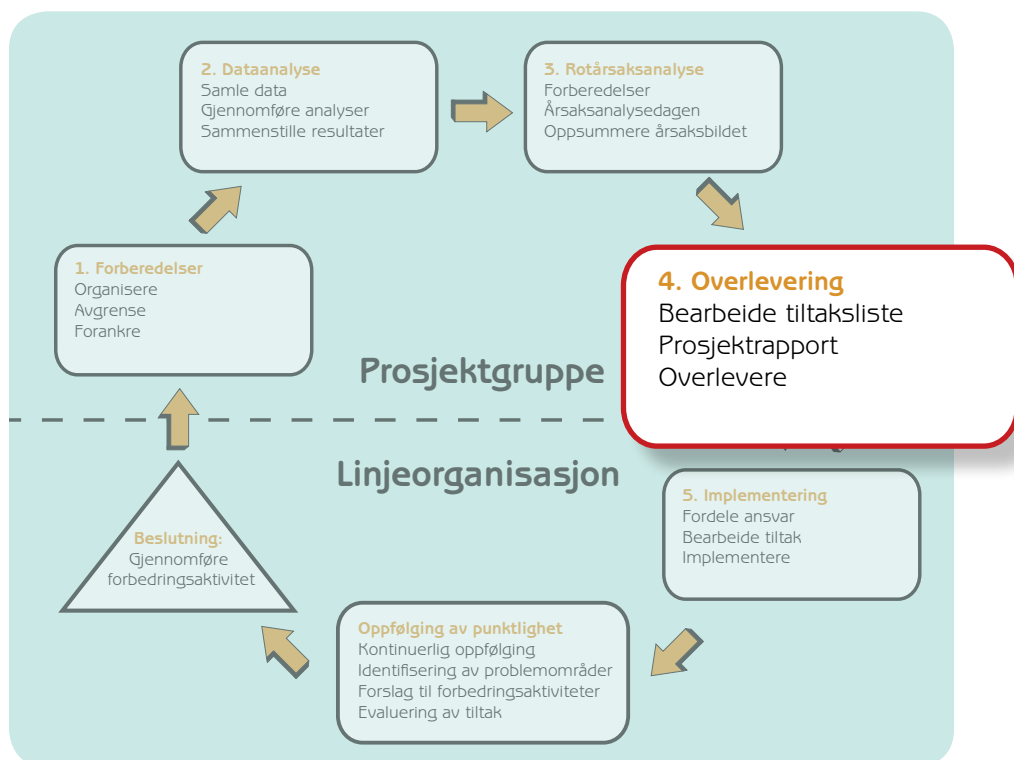 2. Dataanalyse
Samle data
Gjennomføre analyser
Sammenstille resultater
3. Rotårsaksanalyse
Forberedelser
Årsaksanalysedagen
Oppsummere årsaksbildet
1. Forberedelser
Organisere
Avgrense
Forankre
4. Overlevering
Bearbeide tiltaksliste
Prosjektrapport
Overlevere
Prosjektgruppe
Linjeorganisasjon
5. Implementering
Fordele ansvar
Bearbeide tiltak
Implementere
Beslutning:
Gjennomføre
forbedringsaktivitet
Oppfølging av punktlighet
Kontinuerlig oppfølging
Identifisering av problemområder
Forslag til forbedringsaktiviteter
Evaluering av tiltak